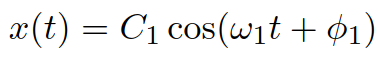 x(t) = C₁ cos(ω₁t + ϕ₁)